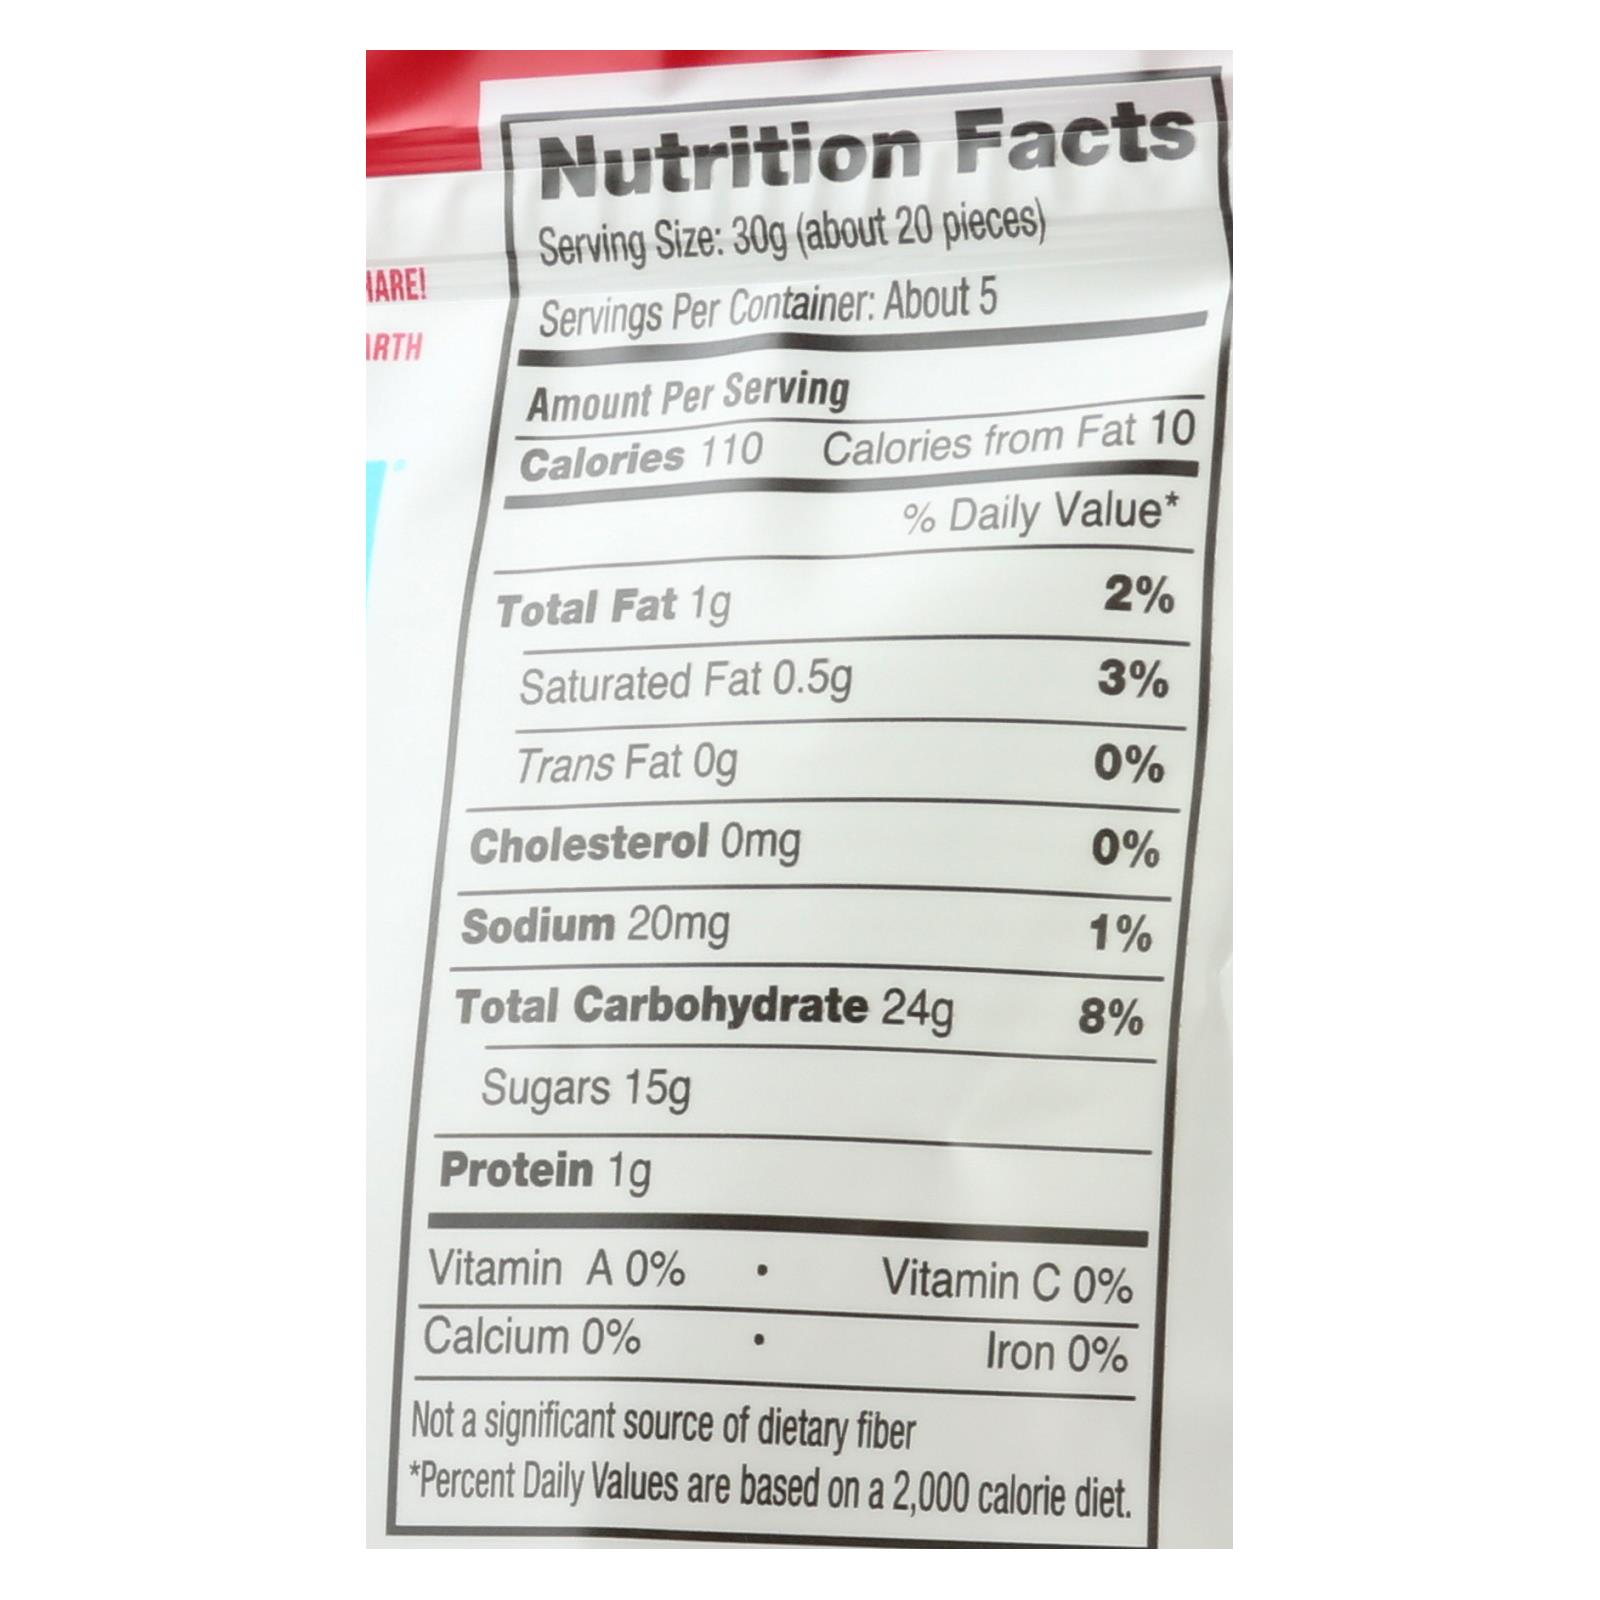 Nutrition Facts
Serving Size: 30g (about 20 pieces)
Servings Per Container: About 5
Amount Per Serving
Calories 110 Calories from Fat 10
% Daily Value*
Total Fat 1g 2%
Saturated Fat 0.5g 3%
Trans Fat 0g 0%
Cholesterol 0mg 0%
Sodium 20mg 1%
Total Carbohydrate 24g 8%
Sugars 15g
Protein 1g
Vitamin A 0% • Vitamin C 0%
Calcium 0% • Iron 0%
Not a significant source of dietary fiber
*Percent Daily Values are based on a 2,000 calorie diet.